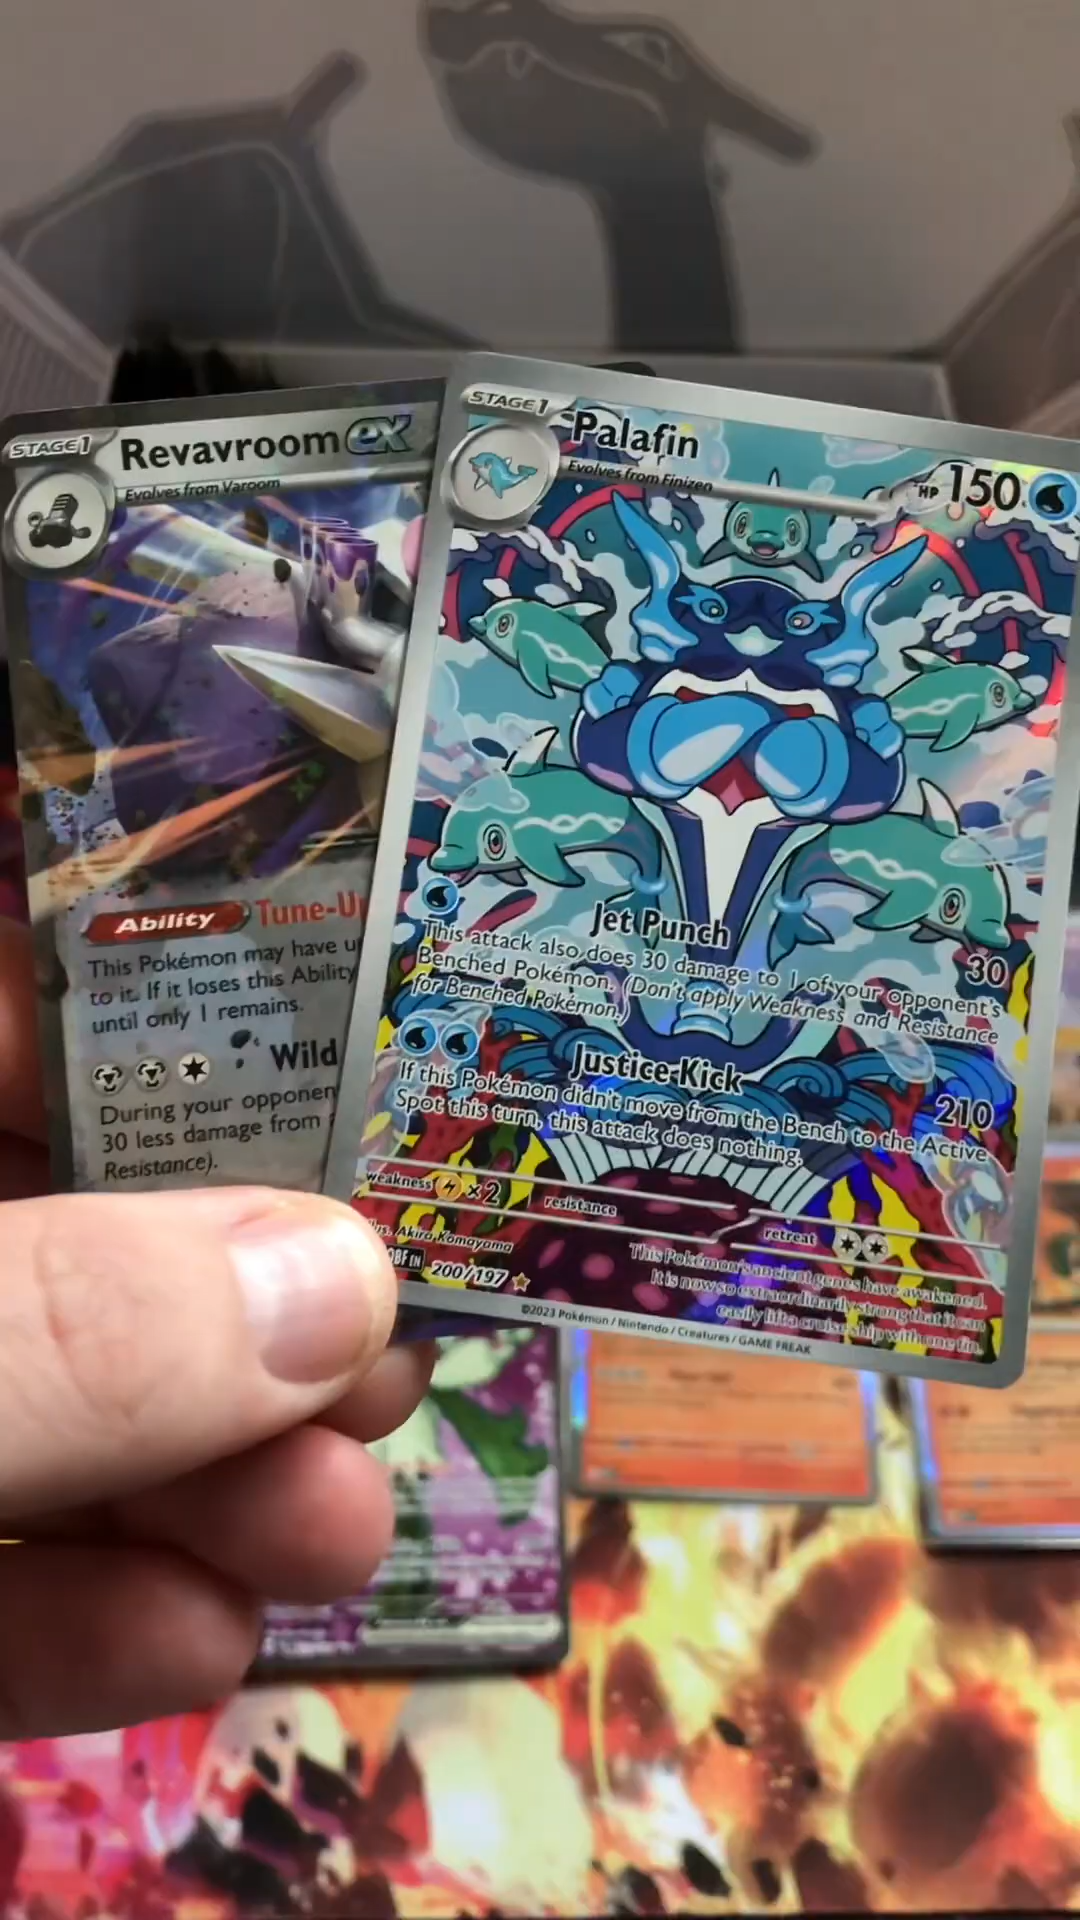 STAGE1
Revavroom ex
Evolves from Varoom
Ability
Tune-U
This Pokémon may have u
to it. If it loses this Ability
until only 1 remains.
Wild
During your opponen
30 less damage from
Resistance).
STAGE1
Palafin
Evolves from Finizen
HP 150
Jet Punch
30
This attack also does 30 damage to 1 of your opponent's
Benched Pokémon. (Don't apply Weakness and Resistance
for Benched Pokémon.)
Justice Kick
210
If this Pokémon didn't move from the Bench to the Active
Spot this turn, this attack does nothing.
weakness ×2
resistance
retreat
Illus. Akira Komayama
OBF EN 200/197
This Pokémon's ancient genes have awakened.
It is now so extraordinarily strong that it can
easily lift a cruise ship with one fin.
©2023 Pokémon / Nintendo / Creatures / GAME FREAK